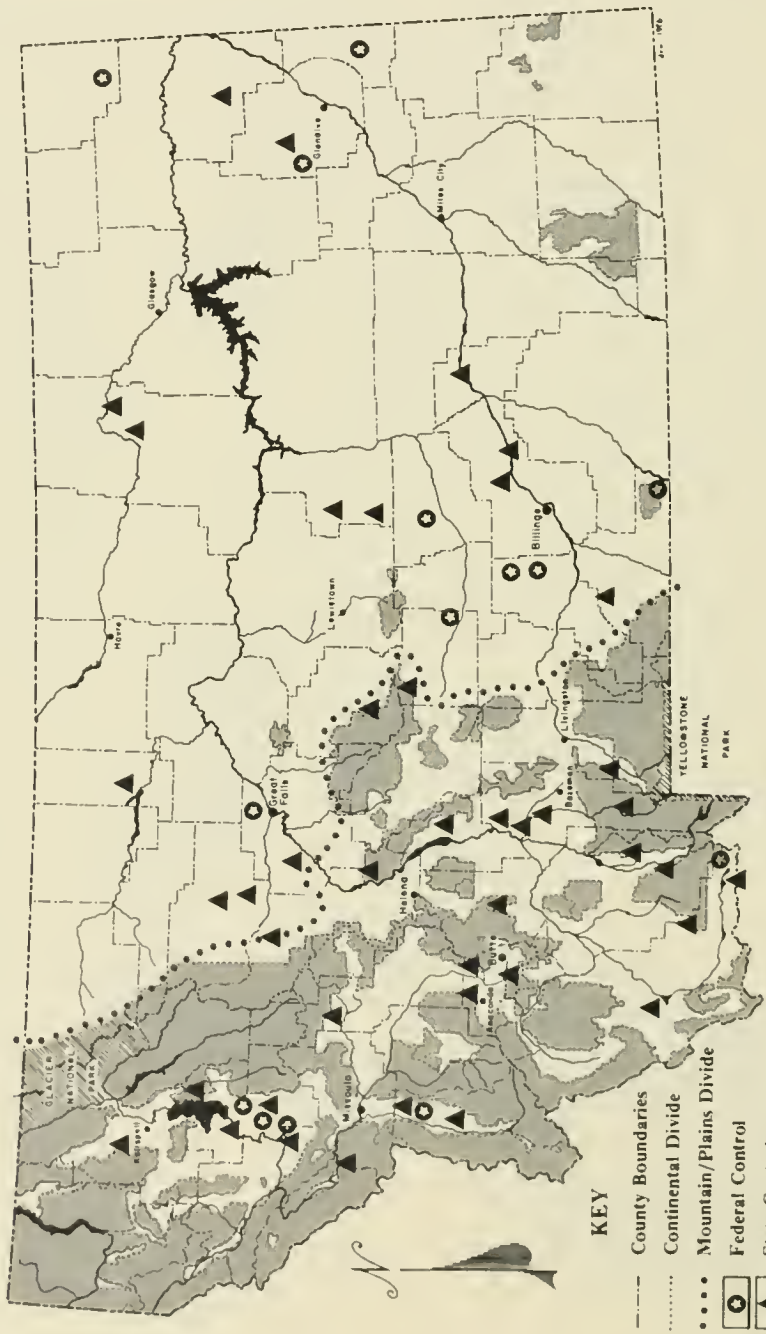 GLACIER
NATIONAL
PARK
Kalispell
Missoula
Anaconda
Butte
Helena
Great
Falls
Havre
Lewistown
Bozeman
Livingston
Billings
Glasgow
Glendive
Miles City
YELLOWSTONE
NATIONAL
PARK
N
KEY
County Boundaries
Continental Divide
Mountain/Plains Divide
Federal Control